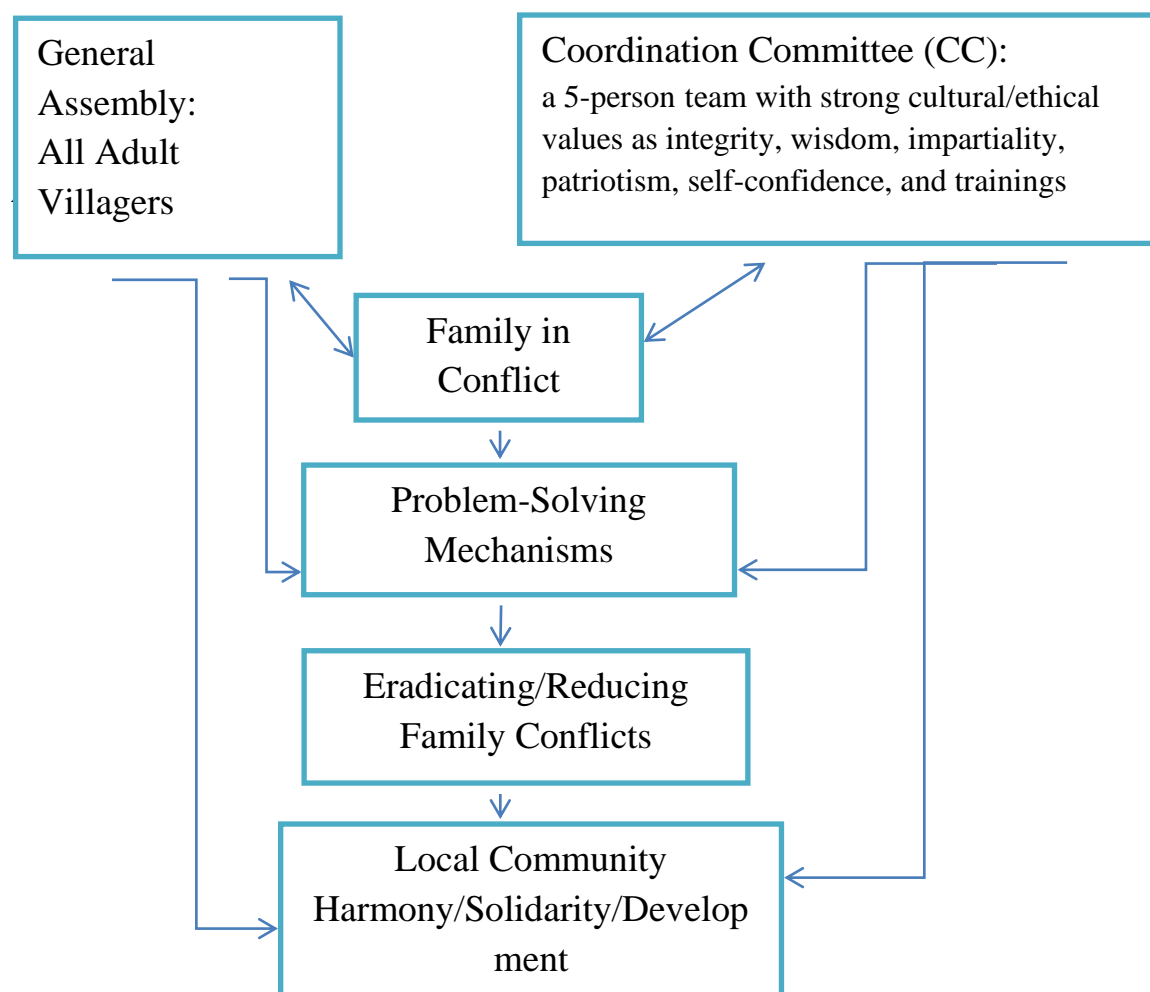 General
Assembly:
All Adult
Villagers
Coordination Committee (CC):
a 5-person team with strong cultural/ethical
values as integrity, wisdom, impartiality,
patriotism, self-confidence, and trainings
Family in
Conflict
Problem-Solving
Mechanisms
Eradicating/Reducing
Family Conflicts
Local Community
Harmony/Solidarity/Develop
ment